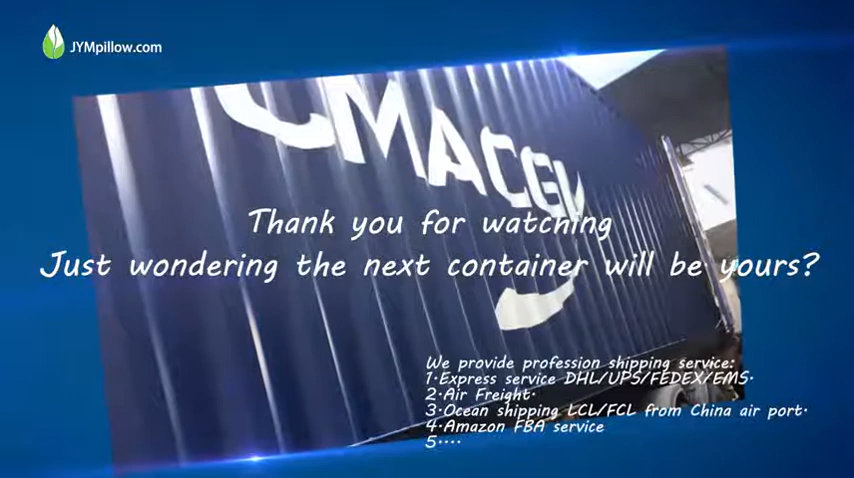 JYMpillow.com
CMACGM
Thank you for watching
Just wondering the next container will be yours?
We provide profession shipping service:
1.Express service DHL/UPS/FEDEX/EMS.
2.Air Freight.
3.Ocean shipping LCL/FCL from China air port.
4.Amazon FBA service
5....